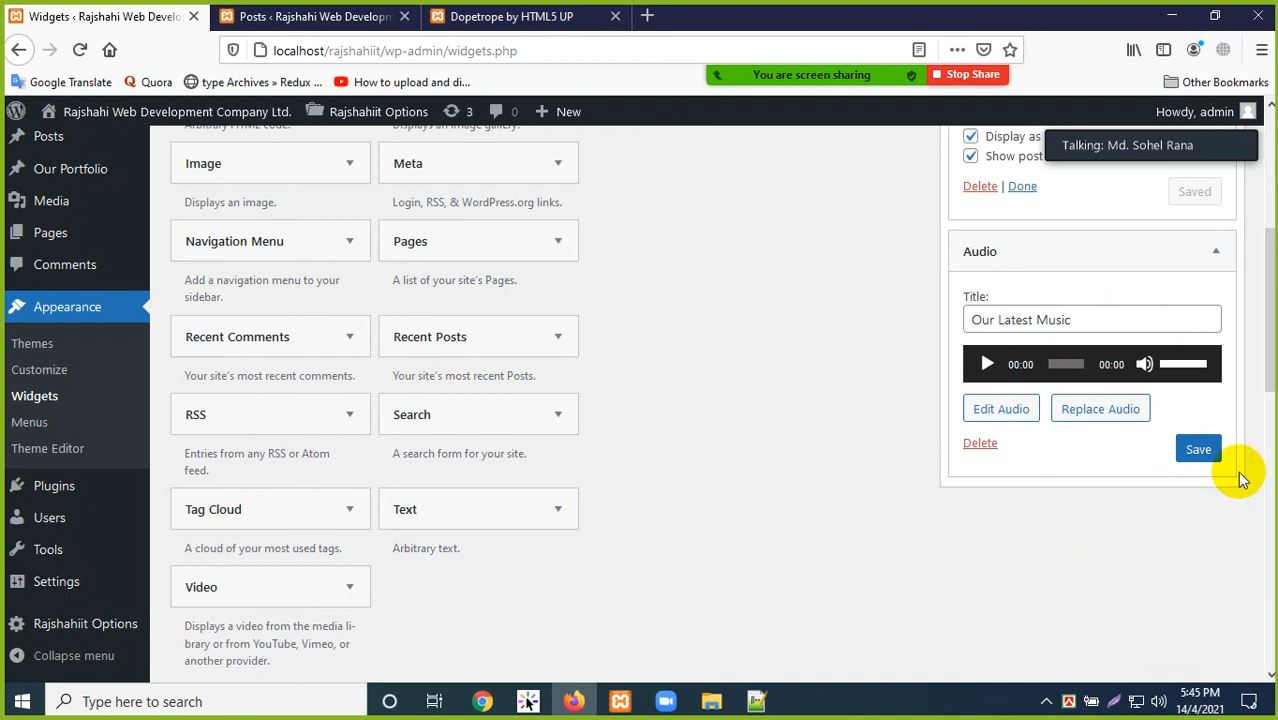 Widgets ‹ Rajshahi Web Develo
Posts ‹ Rajshahi Web Developm
Dopetrope by HTML5 UP
localhost/rajshahiit/wp-admin/widgets.php
Google Translate
Quora
type Archives ‹ Redux ...
How to upload and di...
Other Bookmarks
You are screen sharing
Stop Share
Rajshahi Web Development Company Ltd.
Rajshahiit Options
3
0
New
Howdy, admin
Talking: Md. Sohel Rana
Posts
Our Portfolio
Media
Pages
Comments
Appearance
Themes
Customize
Widgets
Menus
Theme Editor
Plugins
Users
Tools
Settings
Rajshahiit Options
Collapse menu
Arbitrary HTML code.
Displays an image gallery.
Image
Meta
Displays an image.
Login, RSS, & WordPress.org links.
Navigation Menu
Pages
Add a navigation menu to your
sidebar.
A list of your site's Pages.
Recent Comments
Recent Posts
Your site's most recent comments.
Your site's most recent Posts.
RSS
Search
Entries from any RSS or Atom
feed.
A search form for your site.
Tag Cloud
Text
A cloud of your most used tags.
Arbitrary text.
Video
Displays a video from the media li-
brary or from YouTube, Vimeo, or
another provider.
Display as
Show post
Delete | Done
Saved
Audio
Title:
Our Latest Music
00:00
00:00
Edit Audio
Replace Audio
Delete
Save
Type here to search
5:45 PM
14/4/2021